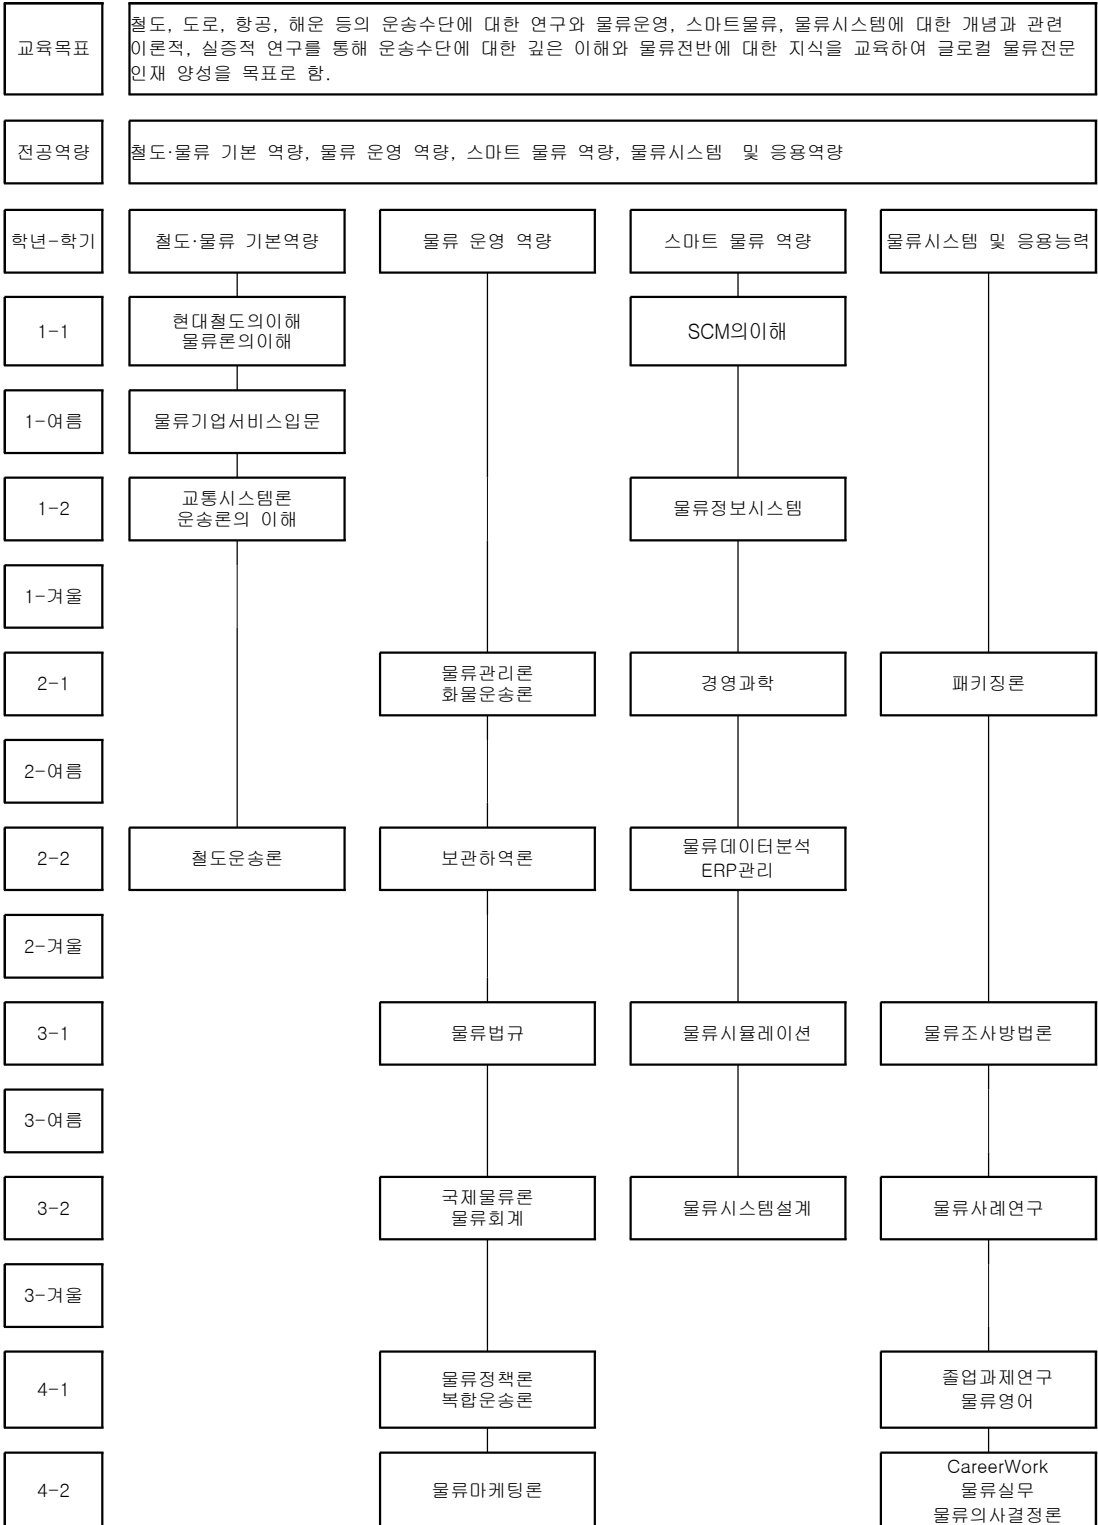 교육목표
철도, 도로, 항공, 해운 등의 운송수단에 대한 연구와 물류운영, 스마트물류, 물류시스템에 대한 개념과 관련
이론적, 실증적 연구를 통해 운송수단에 대한 깊은 이해와 물류전반에 대한 지식을 교육하여 글로컬 물류전문
인재 양성을 목표로 함.
전공역량
철도·물류 기본 역량, 물류 운영 역량, 스마트 물류 역량, 물류시스템 및 응용역량
학년-학기
철도·물류 기본역량
물류 운영 역량
스마트 물류 역량
물류시스템 및 응용능력
1-1
현대철도의이해
물류론의이해
SCM의이해
1-여름
물류기업서비스입문
1-2
교통시스템론
운송론의 이해
물류정보시스템
1-겨울
2-1
물류관리론
화물운송론
경영과학
패키징론
2-여름
2-2
철도운송론
보관하역론
물류데이터분석
ERP관리
2-겨울
3-1
물류법규
물류시뮬레이션
물류조사방법론
3-여름
3-2
국제물류론
물류회계
물류시스템설계
물류사례연구
3-겨울
4-1
물류정책론
복합운송론
졸업과제연구
물류영어
4-2
물류마케팅론
CareerWork
물류실무
물류의사결정론